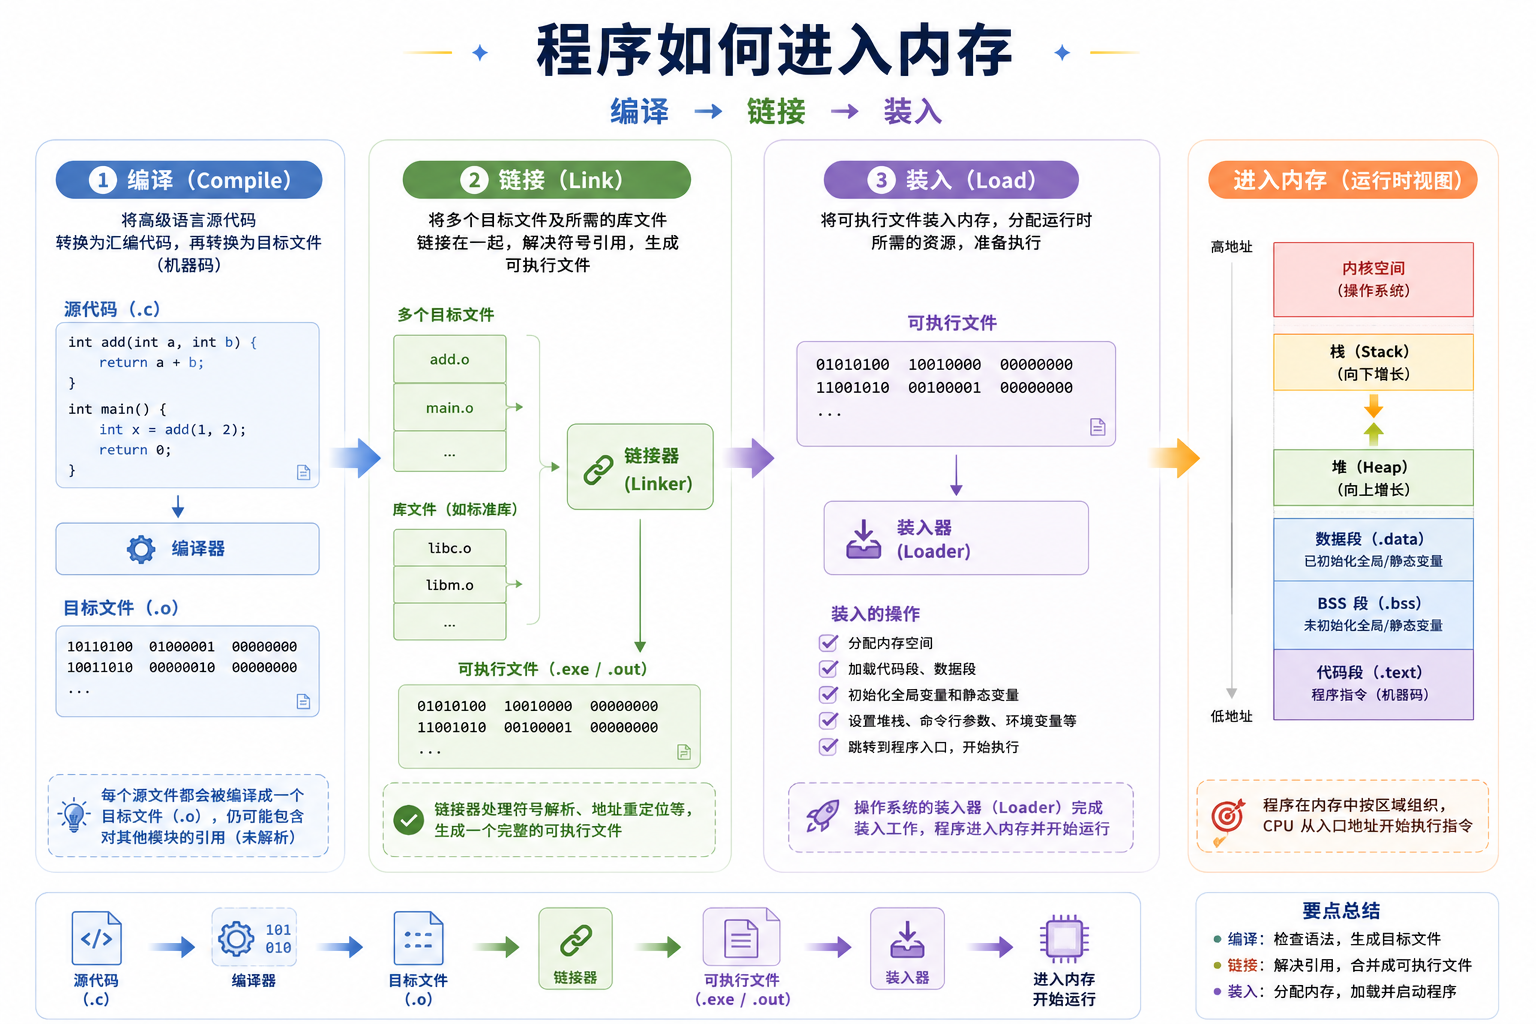 程序如何进入内存
编译 → 链接 → 装入
1 编译（Compile）
将高级语言源代码
转换为汇编代码，再转换为目标文件
（机器码）
源代码（.c）
int add(int a, int b) {
return a + b;
}
int main() {
int x = add(1, 2);
return 0;
}
编译器
目标文件（.o）
10110100 01000001 00000000
10011010 00000010 00000000
...
每个源文件都会被编译成一个
目标文件（.o），仍可能包含
对其他模块的引用（未解析）
2 链接（Link）
将多个目标文件及所需的库文件
链接在一起，解决符号引用，生成
可执行文件
多个目标文件
add.o
main.o
...
库文件（如标准库）
libc.o
libm.o
...
链接器
(Linker)
可执行文件（.exe / .out）
01010100 10010000 00000000
11001010 00100001 00000000
...
链接器处理符号解析、地址重定位等，
生成一个完整的可执行文件
3 装入（Load）
将可执行文件装入内存，分配运行时
所需的资源，准备执行
可执行文件
01010100 10010000 00000000
11001010 00100001 00000000
...
装入器
(Loader)
装入的操作
分配内存空间
加载代码段、数据段
初始化全局变量和静态变量
设置堆栈、命令行参数、环境变量等
跳转到程序入口，开始执行
操作系统的装入器（Loader）完成
装入工作，程序进入内存并开始运行
进入内存（运行时视图）
高地址
内核空间
（操作系统）
栈（Stack）
（向下增长）
堆（Heap）
（向上增长）
数据段（.data）
已初始化全局/静态变量
BSS 段（.bss）
未初始化全局/静态变量
代码段（.text）
程序指令（机器码）
低地址
程序在内存中按区域组织，
CPU 从入口地址开始执行指令
源代码
（.c）
101
010
编译器
目标文件
（.o）
链接器
可执行文件
（.exe / .out）
装入器
进入内存
开始运行
要点总结
• 编译：检查语法，生成目标文件
• 链接：解决引用，合并成可执行文件
• 装入：分配内存，加载并启动程序